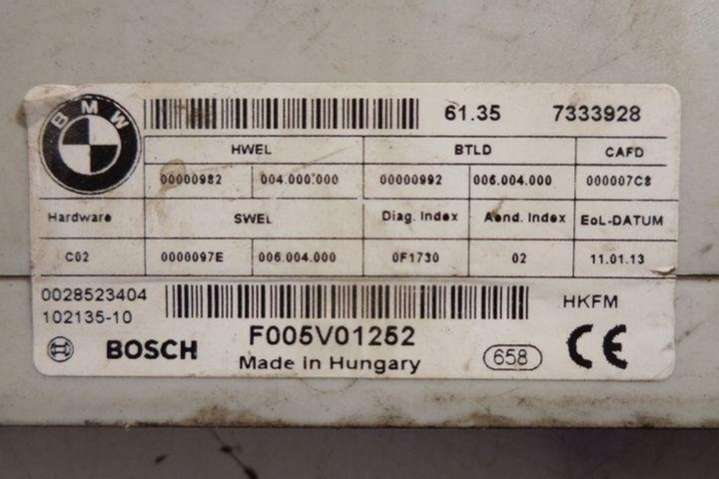 BMW
61.35 7333928
HWEL BTLD CAFD
00000982 004.000.000 00000992 006.004.000 000007C8
Hardware SWEL Diag. Index Aend. Index EoL-DATUM
C02 0000097E 006.004.000 0F1730 02 11.01.13
0028523404
102135-10
HKFM
BOSCH F005V01252
Made in Hungary 658 CE